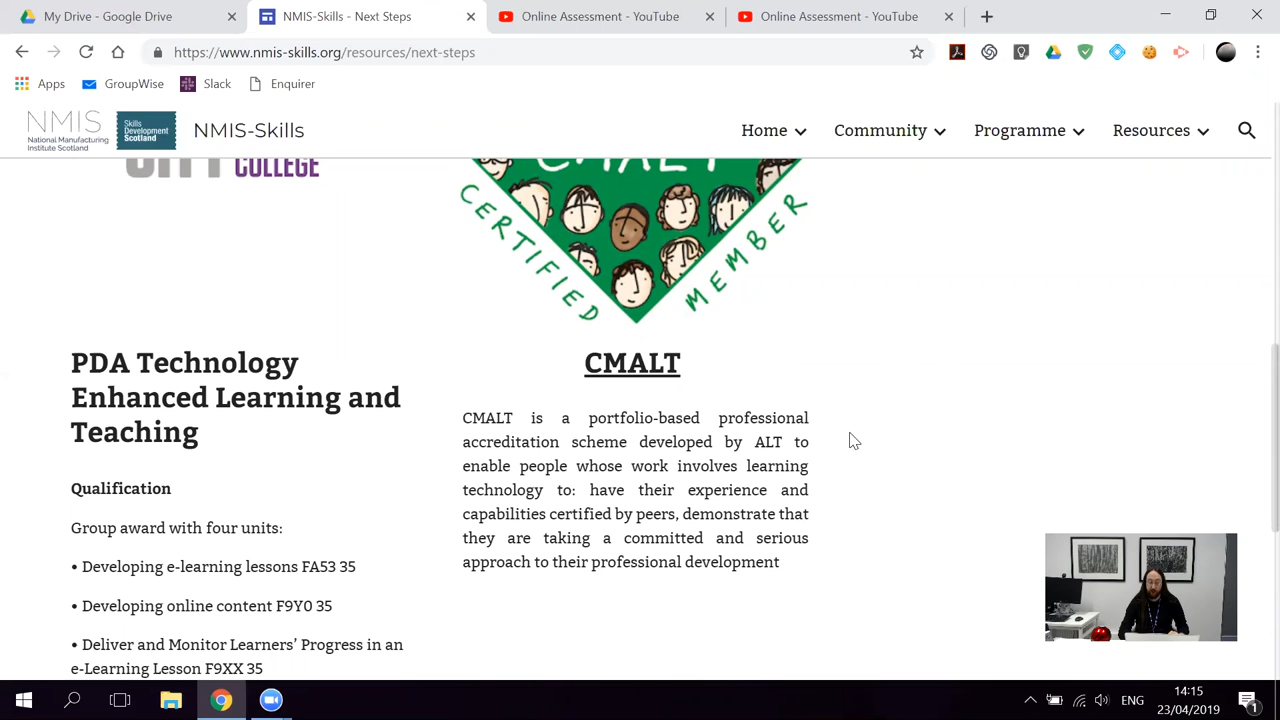 My Drive - Google Drive
NMIS-Skills - Next Steps
Online Assessment - YouTube
Online Assessment - YouTube
https://www.nmis-skills.org/resources/next-steps
Apps
GroupWise
Slack
Enquirer
NMIS
National Manufacturing
Institute Scotland
Skills
Development
Scotland
NMIS-Skills
Home
Community
Programme
Resources
CITY
COLLEGE
CMALT
CERTIFIED
MEMBER
PDA Technology
Enhanced Learning and
Teaching
Qualification
Group award with four units:
• Developing e-learning lessons FA53 35
• Developing online content F9Y0 35
• Deliver and Monitor Learners’ Progress in an
e-Learning Lesson F9XX 35
CMALT
CMALT is a portfolio-based professional
accreditation scheme developed by ALT to
enable people whose work involves learning
technology to: have their experience and
capabilities certified by peers, demonstrate that
they are taking a committed and serious
approach to their professional development
ENG
14:15
23/04/2019
1